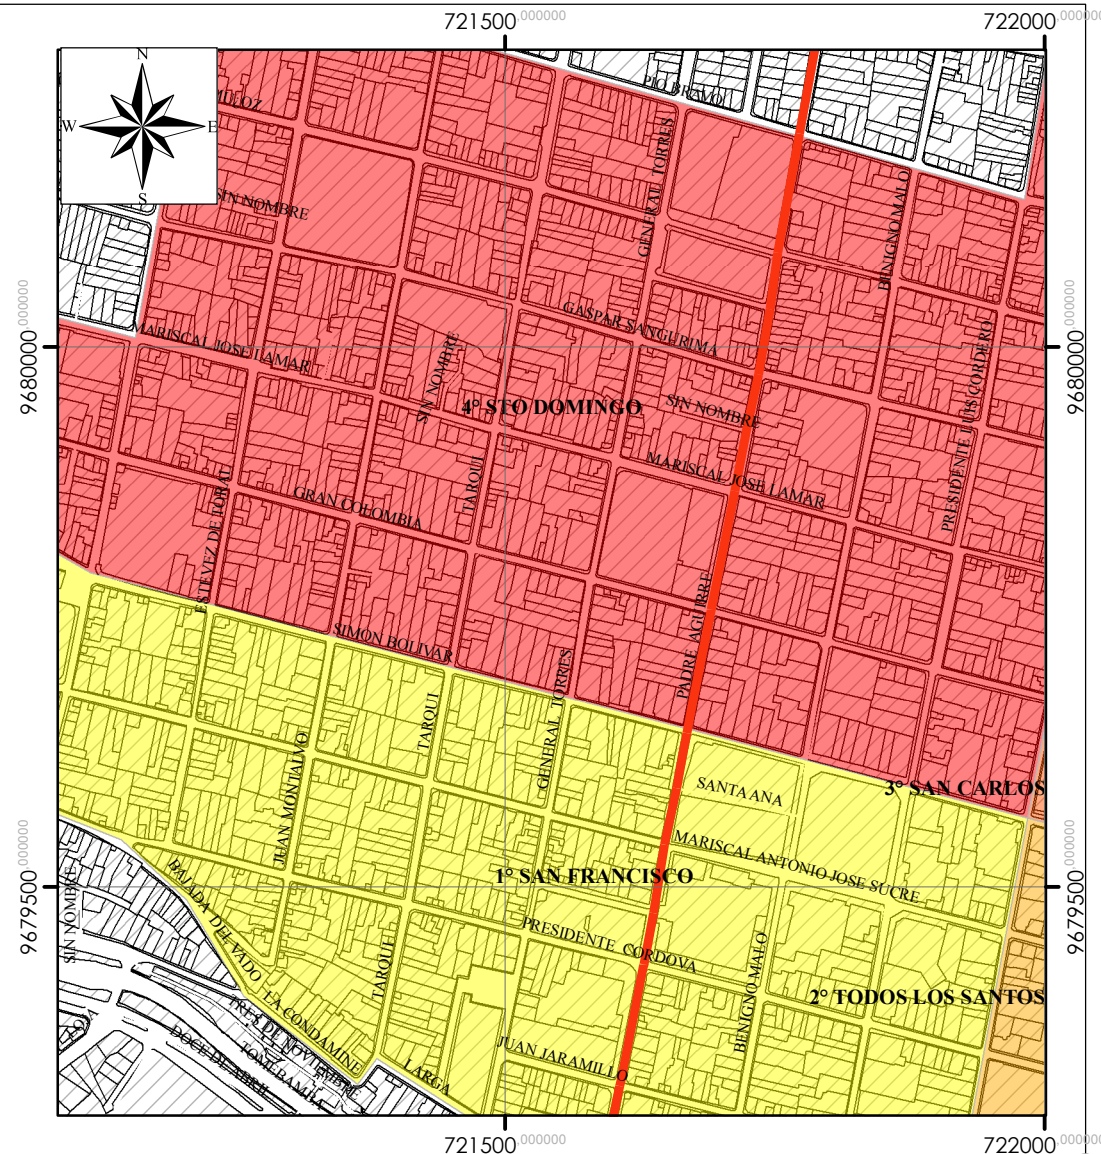 721500,000000
722000,000000
N
W
E
S
PIO BRAVO
GENERAL TORRES
BENIGNO MALO
SIN NOMBRE
9680000,000000
9680000,000000
MARISCAL JOSE LAMAR
GASPAR SANGURIMA
SIN NOMBRE
PRESIDENTE LUIS CORDERO
4° STO DOMINGO
SIN NOMBRE
MARISCAL JOSE LAMAR
TARQUI
GRAN COLOMBIA
ESTEVEZ DE TORAL
PADRE AGUIRRE
SIMON BOLIVAR
GENERAL TORRES
TARQUI
JUAN MONTALVO
SANTA ANA
3° SAN CARLOS
MARISCAL ANTONIO JOSE SUCRE
1° SAN FRANCISCO
9679500,000000
9679500,000000
SIN NOMBRE
BAJADA DEL VADO
PRESIDENTE CORDOVA
TARQUI
BENIGNO MALO
2° TODOS LOS SANTOS
LA CONDAMINE
TRES DE NOVIEMBRE
DOCE DE ABRIL
TOMEBAMBA
JUAN JARAMILLO
LARGA
721500,000000
722000,000000